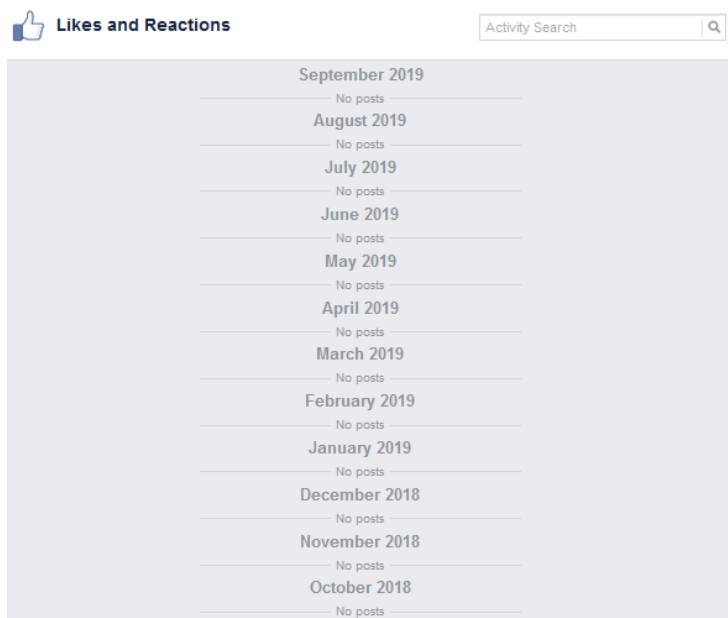 Likes and Reactions
Activity Search
September 2019
No posts
August 2019
No posts
July 2019
No posts
June 2019
No posts
May 2019
No posts
April 2019
No posts
March 2019
No posts
February 2019
No posts
January 2019
No posts
December 2018
No posts
November 2018
No posts
October 2018
No posts